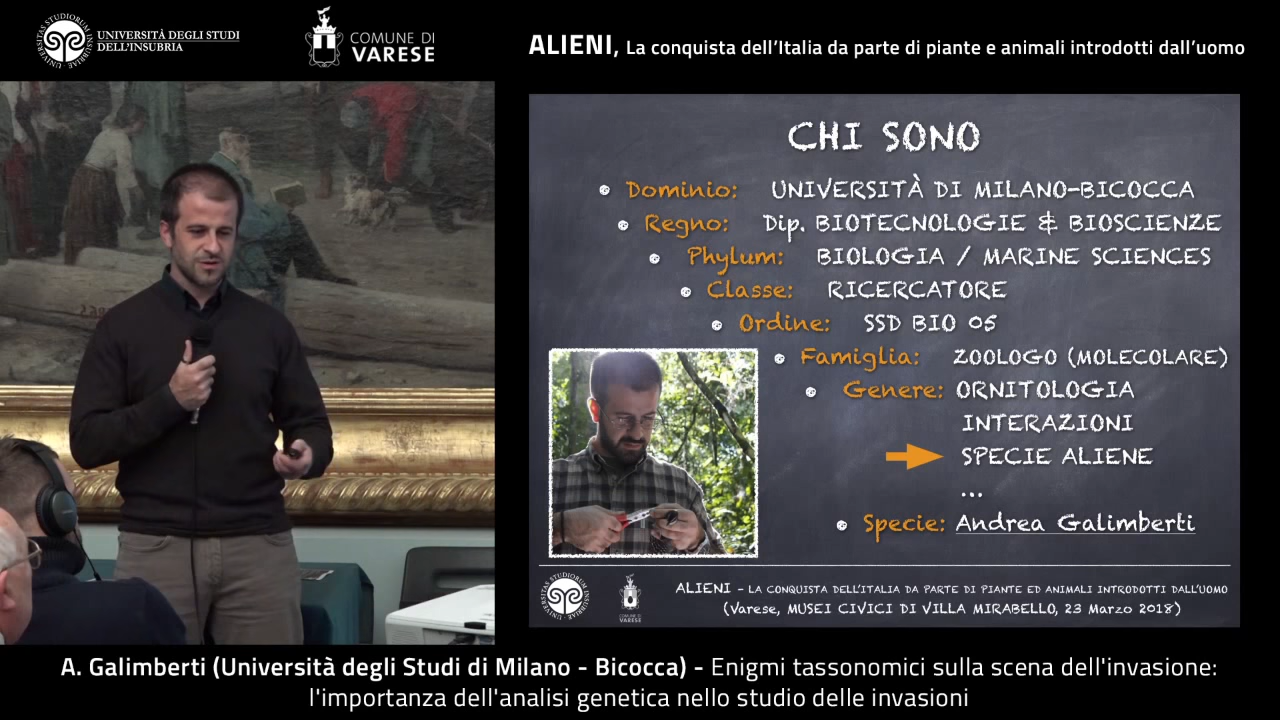 UNIVERSITÀ DEGLI STUDI
DELL'INSUBRIA
COMUNE DI
VARESE
ALIENI, La conquista dell'Italia da parte di piante e animali introdotti dall'uomo
CHI SONO
Dominio: UNIVERSITÀ DI MILANO-BICOCCA
Regno: Dip. BIOTECNOLOGIE & BIOSCIENZE
Phylum: BIOLOGIA / MARINE SCIENCES
Classe: RICERCATORE
Ordine: SSD BIO 05
Famiglia: ZOOLOGO (MOLECOLARE)
Genere: ORNITOLOGIA
INTERAZIONI
SPECIE ALIENE
...
Specie: Andrea Galimberti
ALIENI - LA CONQUISTA DELL'ITALIA DA PARTE DI PIANTE ED ANIMALI INTRODOTTI DALL'UOMO
(Varese, MUSEI CIVICI DI VILLA MIRABELLO, 23 Marzo 2018)
COMUNE DI
VARESE
A. Galimberti (Università degli Studi di Milano - Bicocca) - Enigmi tassonomici sulla scena dell'invasione:
l'importanza dell'analisi genetica nello studio delle invasioni